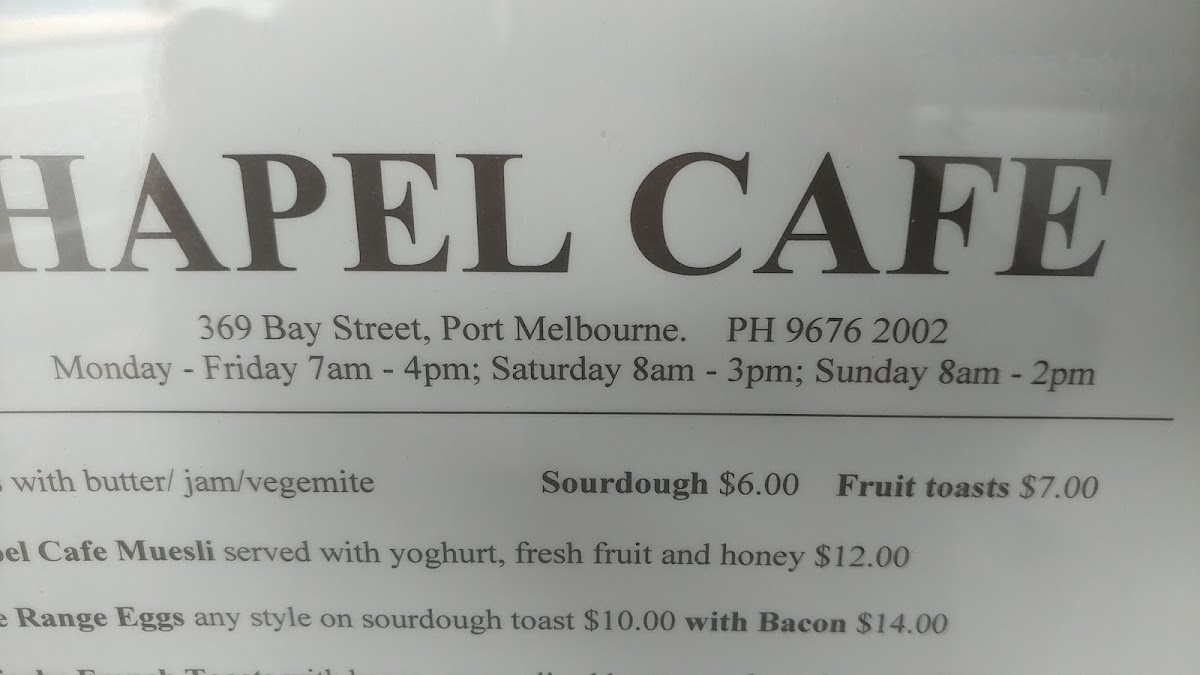 HAPEL CAFE
369 Bay Street, Port Melbourne. PH 9676 2002
Monday - Friday 7am - 4pm; Saturday 8am - 3pm; Sunday 8am - 2pm
with butter/ jam/vegemite Sourdough $6.00 Fruit toasts $7.00
pel Cafe Muesli served with yoghurt, fresh fruit and honey $12.00
e Range Eggs any style on sourdough toast $10.00 with Bacon $14.00